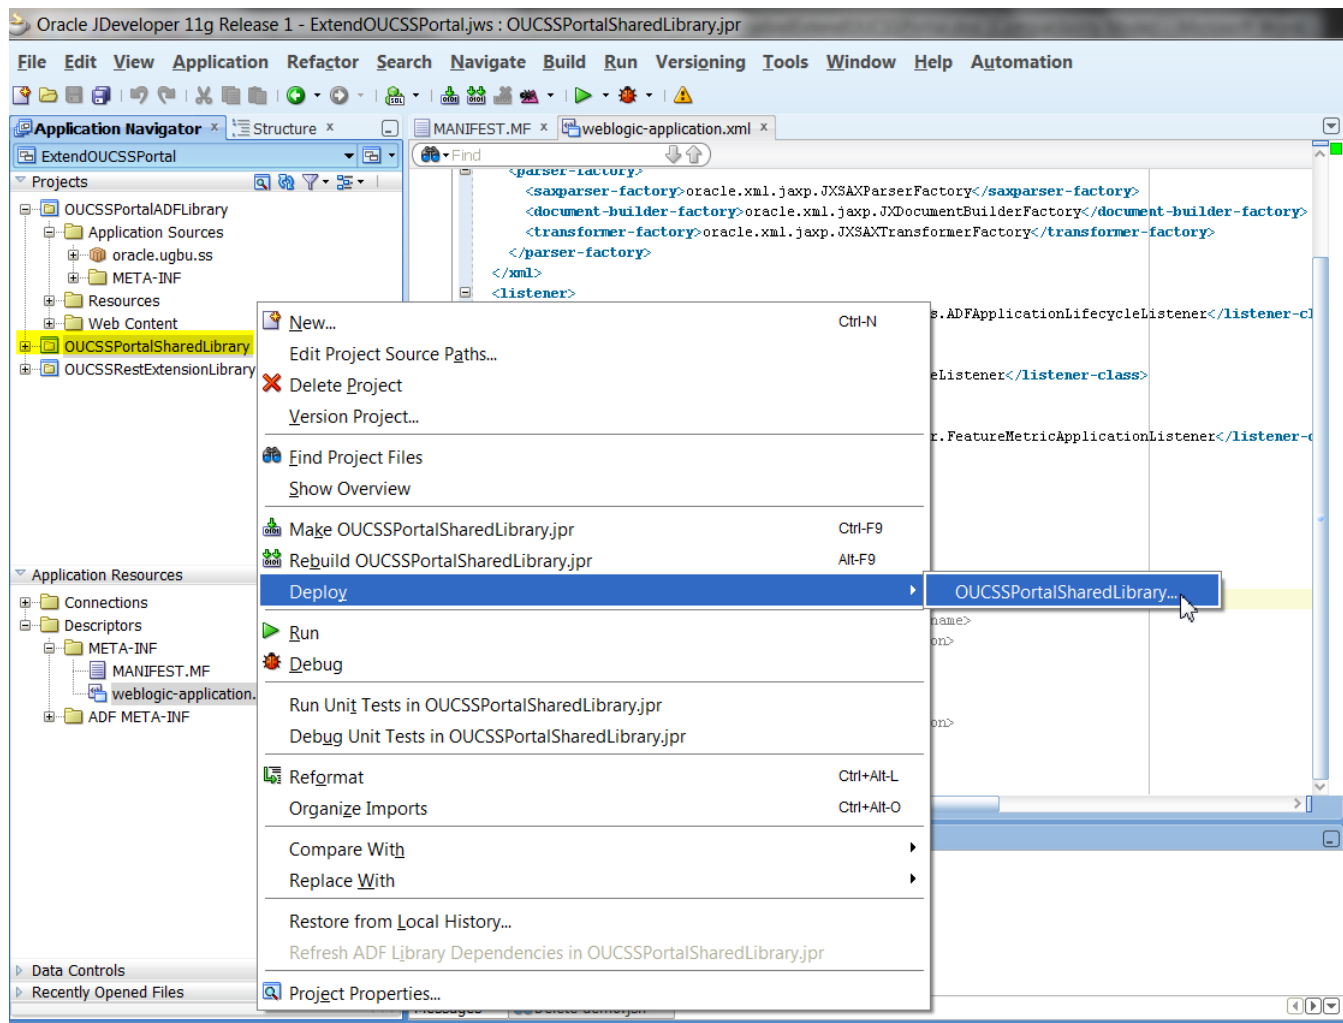 Oracle JDeveloper 11g Release 1 - ExtendOUCSSPortal.jws : OUCSSPortalSharedLibrary.jpr
File Edit View Application Refactor Search Navigate Build Run Versioning Tools Window Help Automation
Application Navigator x Structure x
MANIFEST.MF x weblogic-application.xml x
ExtendOUCSSPortal
Find
Projects
<parser-factory>
<saxparser-factory>oracle.xml.jaxp.JXSAXParserFactory</saxparser-factory>
<document-builder-factory>oracle.xml.jaxp.JXDocumentBuilderFactory</document-builder-factory>
<transformer-factory>oracle.xml.jaxp.JXSAXTransformerFactory</transformer-factory>
</parser-factory>
</xml>
<listener>
s.ADFApplicationLifecycleListener</listener-cl
eListener</listener-class>
r.FeatureMetricApplicationListener</listener-c
name>
on>
on>
OUCSSPortalADFLibrary
Application Sources
oracle.ugbu.ss
META-INF
Resources
Web Content
OUCSSPortalSharedLibrary
OUCSSRestExtensionLibrary
New... Ctrl-N
Edit Project Source Paths...
Delete Project
Version Project...
Find Project Files
Show Overview
Make OUCSSPortalSharedLibrary.jpr Ctrl-F9
Rebuild OUCSSPortalSharedLibrary.jpr Alt-F9
Deploy
OUCSSPortalSharedLibrary...
Run
Debug
Run Unit Tests in OUCSSPortalSharedLibrary.jpr
Debug Unit Tests in OUCSSPortalSharedLibrary.jpr
Reformat Ctrl+Alt-L
Organize Imports Ctrl+Alt-O
Compare With
Replace With
Restore from Local History...
Refresh ADF Library Dependencies in OUCSSPortalSharedLibrary.jpr
Project Properties...
Application Resources
Connections
Descriptors
META-INF
MANIFEST.MF
weblogic-application.
ADF META-INF
Data Controls
Recently Opened Files